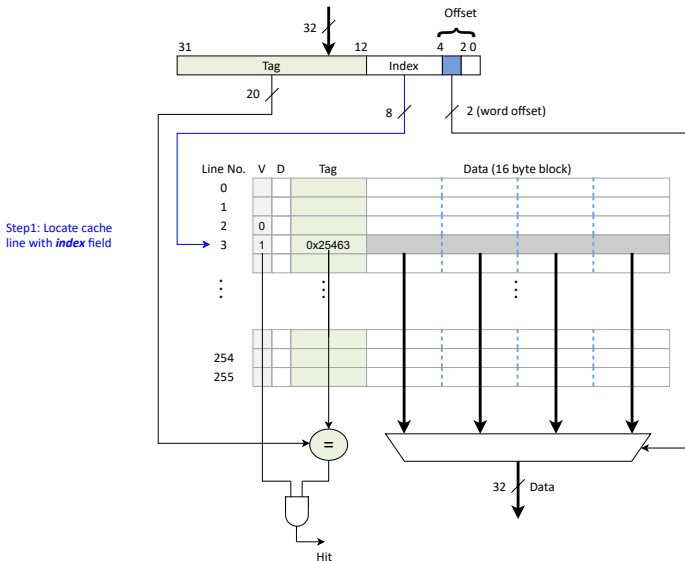 Offset
32
31 12 4 2 0
Tag Index
20 8 2 (word offset)
Line No. V D Tag Data (16 byte block)
0
1
2 0
Step1: Locate cache
line with index field
3 1 0x25463
⋮ ⋮ ⋮
254
255
=
32 Data
Hit